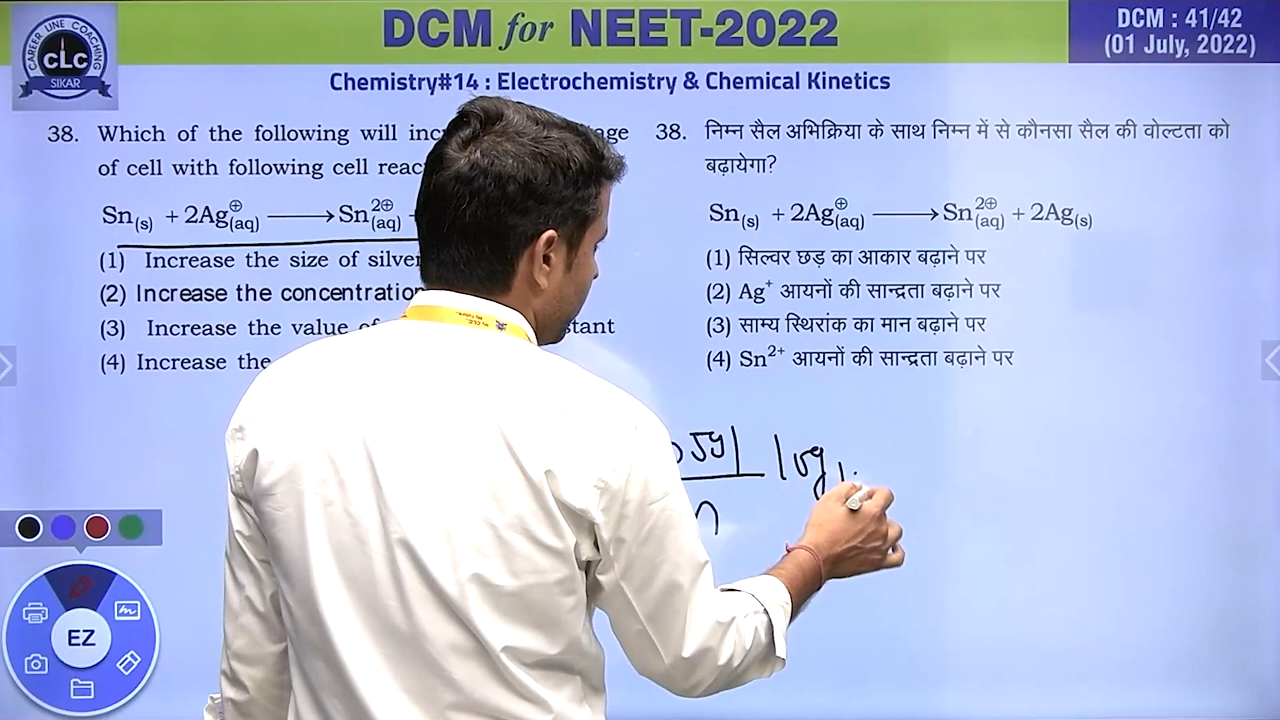 DCM for NEET-2022
DCM : 41/42
(01 July, 2022)
CAREER LINE COACHING
CLC
SIKAR
Chemistry#14 : Electrochemistry & Chemical Kinetics
38. Which of the following will
of cell with following cell
Sn(s) + 2Ag⊕(aq) ⟶ Sn2⊕(aq)
(1) Increase the size of
(2) Increase the
(3) Increase the value of
(4) Increase the
38. निम्न सैल अभिक्रिया के साथ निम्न में से कौनसा सैल की वोल्टता को
बढ़ायेगा?
Sn(s) + 2Ag⊕(aq) ⟶ Sn2⊕(aq) + 2Ag(s)
(1) सिल्वर छड़ का आकार बढ़ाने पर
(2) Ag⁺ आयनों की सान्द्रता बढ़ाने पर
(3) साम्य स्थिरांक का मान बढ़ाने पर
(4) Sn²⁺ आयनों की सान्द्रता बढ़ाने पर
log
n
EZ